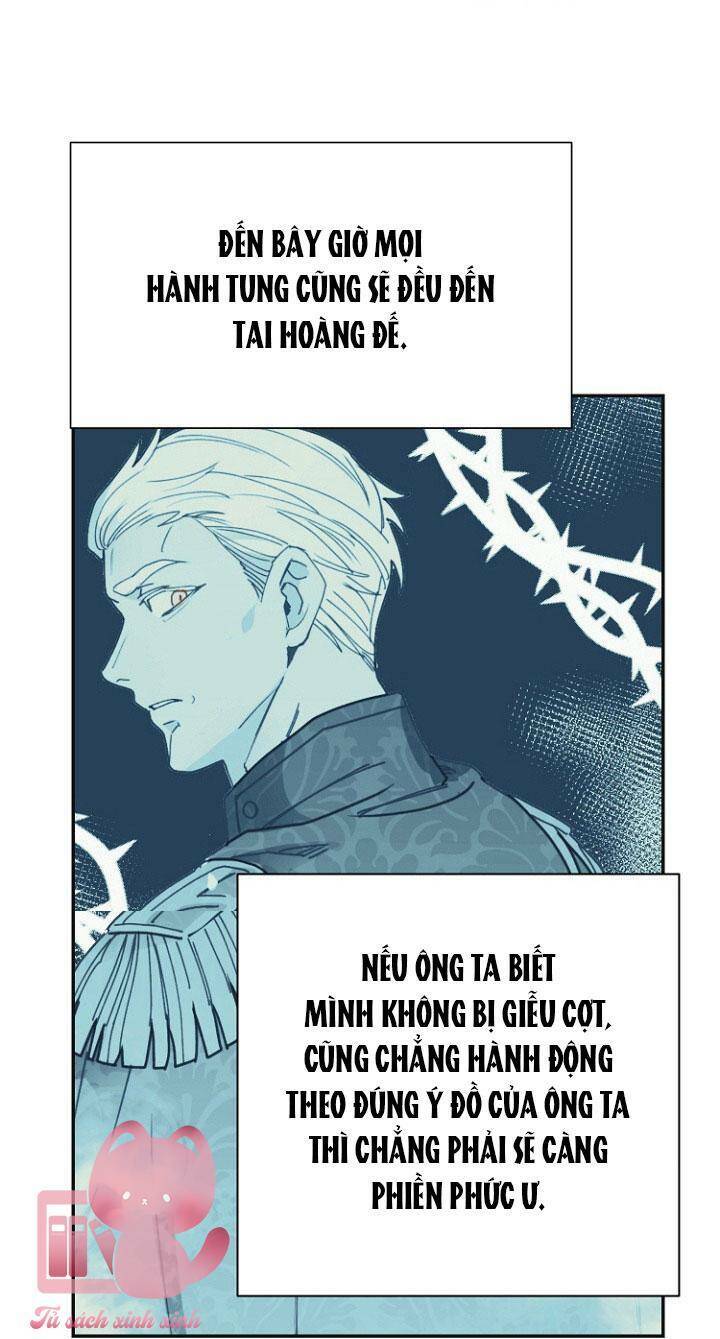 ĐẾN BÂY GIỜ MỌI
HÀNH TUNG CŨNG SẼ ĐỀU ĐẾN
TAI HOÀNG ĐẾ.
NẾU ÔNG TA BIẾT
MÌNH KHÔNG BỊ GIỄU CỢT,
CŨNG CHẲNG HÀNH ĐỘNG
THEO ĐÚNG Ý ĐỒ CỦA ÔNG TA
THÌ CHẲNG PHẢI SẼ CÀNG
PHIỀN PHỨC Ư.
Tủ sách xinh xinh